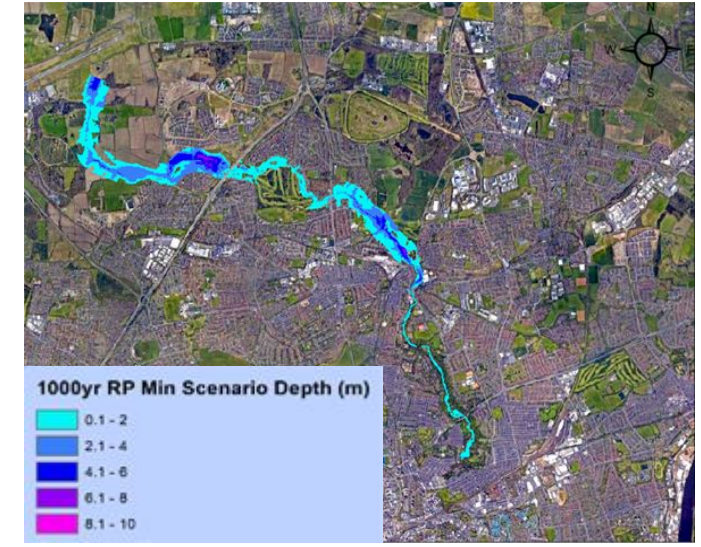 N
W
E
S
1000yr RP Min Scenario Depth (m)
0.1 - 2
2.1 - 4
4.1 - 6
6.1 - 8
8.1 - 10